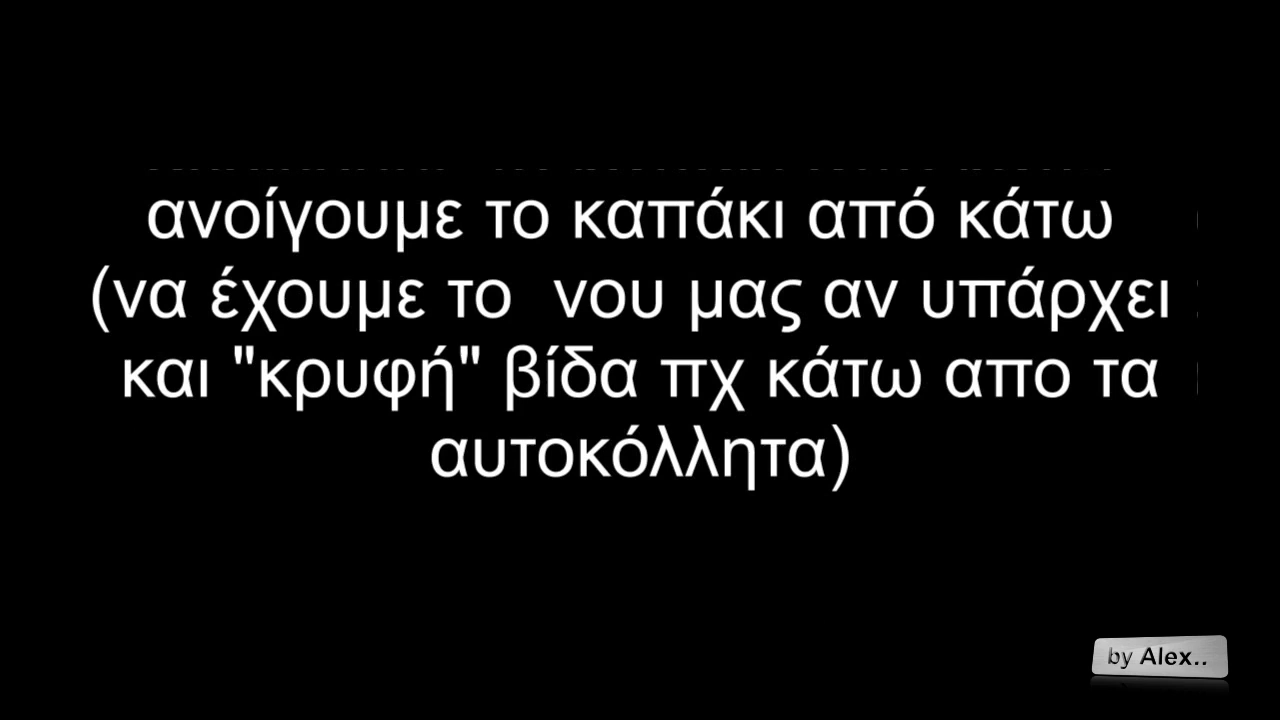 ανοίγουμε το καπάκι από κάτω
(να έχουμε το  νου μας αν υπάρχει
και "κρυφή" βίδα πχ κάτω απο τα
αυτοκόλλητα)
by Alex..